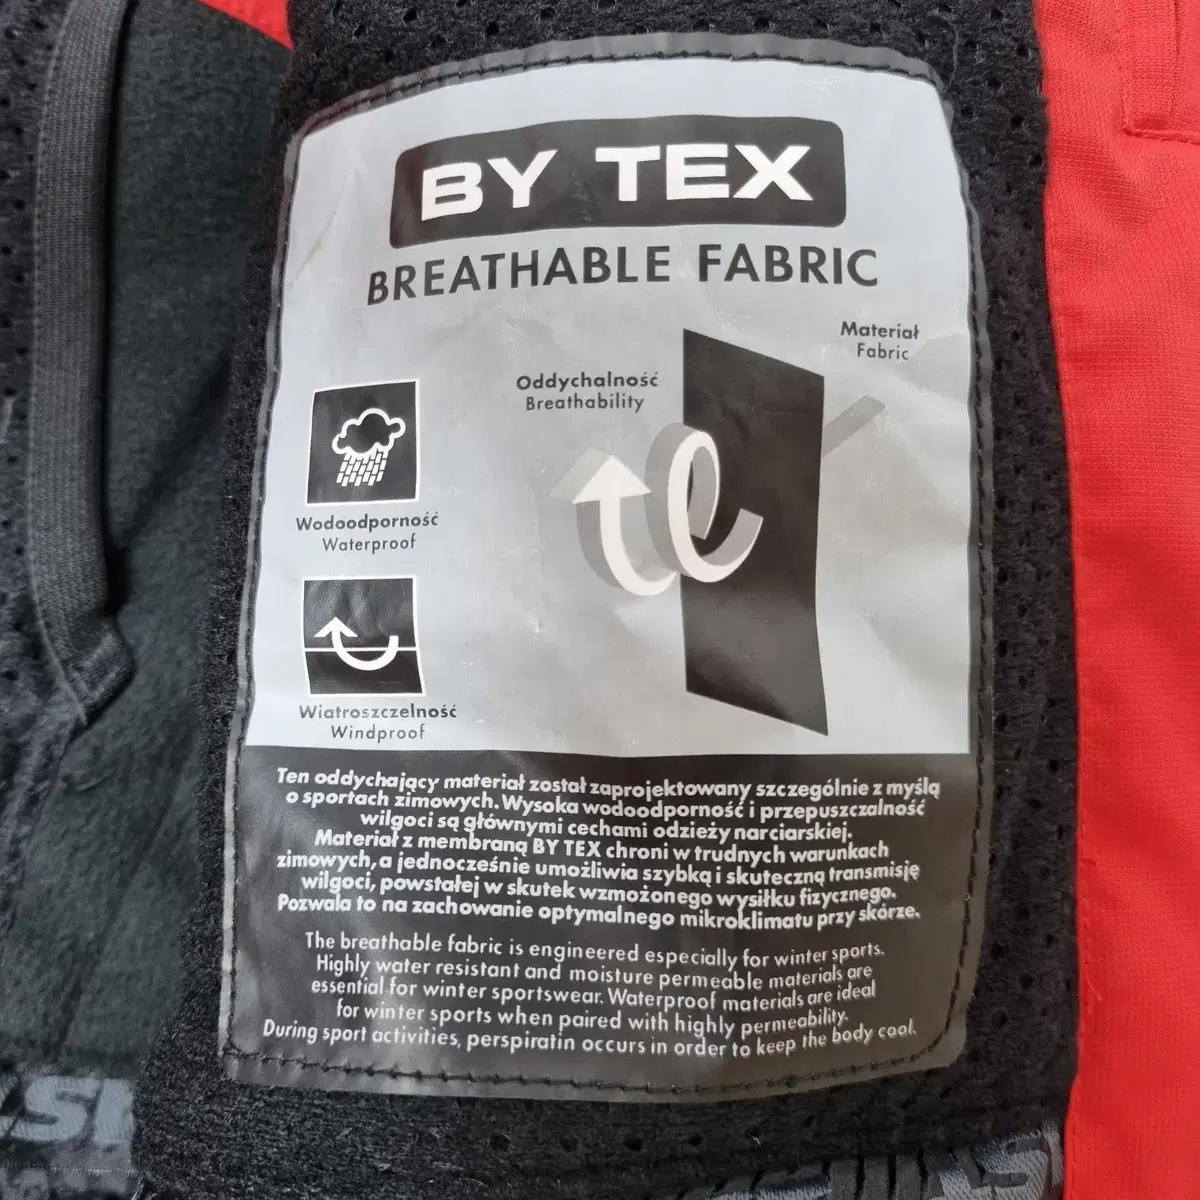 BY TEX
BREATHABLE FABRIC
Materiał
Fabric
Oddychalność
Breathability
Wodoodporność
Waterproof
Wiatroszczelność
Windproof
Ten oddychający materiał został zaprojektowany szczególnie z myślą
o sportach zimowych. Wysoka wodoodporność i przepuszczalność
wilgoci są głównymi cechami odzieży narciarskiej.
Materiał z membraną BY TEX chroni w trudnych warunkach
zimowych, a jednocześnie umożliwia szybką i skuteczną transmisję
wilgoci, powstałej w skutek wzmożonego wysiłku fizycznego.
Pozwala to na zachowanie optymalnego mikroklimatu przy skórze.
The breathable fabric is engineered especially for winter sports.
Highly water resistant and moisture permeable materials are
essential for winter sportswear. Waterproof materials are ideal
for winter sports when paired with highly permeability.
During sport activities, perspiratin occurs in order to keep the body cool.